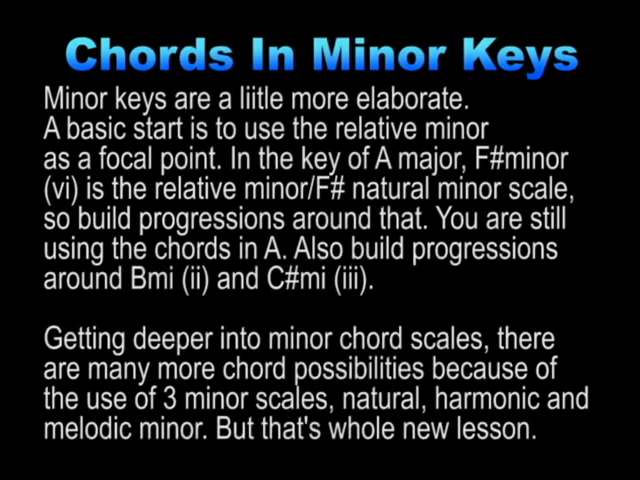 Chords In Minor Keys
Minor keys are a liitle more elaborate.
A basic start is to use the relative minor
as a focal point. In the key of A major, F#minor
(vi) is the relative minor/F# natural minor scale,
so build progressions around that. You are still
using the chords in A. Also build progressions
around Bmi (ii) and C#mi (iii).
Getting deeper into minor chord scales, there
are many more chord possibilities because of
the use of 3 minor scales, natural, harmonic and
melodic minor. But that's whole new lesson.